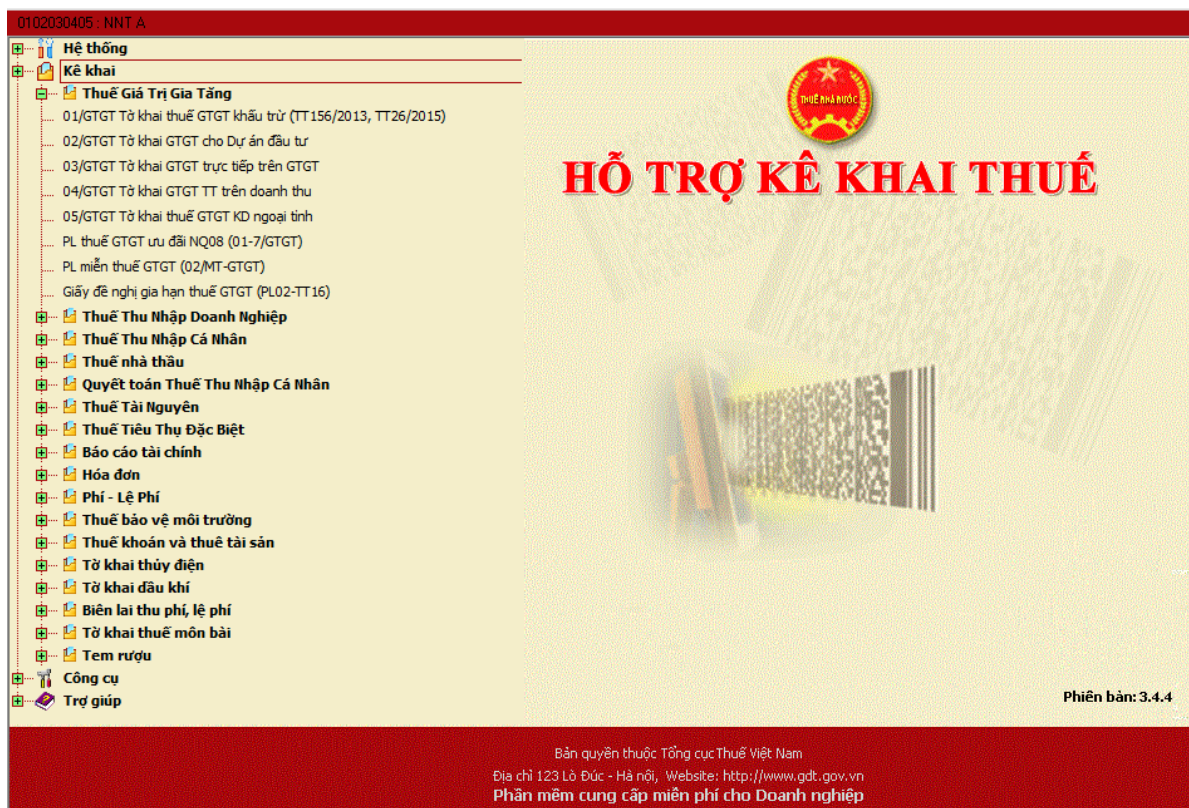 0102030405 : NNT A
Hệ thống
Kê khai
Thuế Giá Trị Gia Tăng
01/GTGT Tờ khai thuế GTGT khấu trừ (TT156/2013, TT26/2015)
02/GTGT Tờ khai GTGT cho Dự án đầu tư
03/GTGT Tờ khai GTGT trực tiếp trên GTGT
04/GTGT Tờ khai GTGT TT trên doanh thu
05/GTGT Tờ khai thuế GTGT KD ngoại tỉnh
PL thuế GTGT ưu đãi NQ08 (01-7/GTGT)
PL miễn thuế GTGT (02/MT-GTGT)
Giấy đề nghị gia hạn thuế GTGT (PL02-TT16)
Thuế Thu Nhập Doanh Nghiệp
Thuế Thu Nhập Cá Nhân
Thuế nhà thầu
Quyết toán Thuế Thu Nhập Cá Nhân
Thuế Tài Nguyên
Thuế Tiêu Thụ Đặc Biệt
Báo cáo tài chính
Hóa đơn
Phí - Lệ Phí
Thuế bảo vệ môi trường
Thuế khoán và thuê tài sản
Tờ khai thủy điện
Tờ khai dầu khí
Biên lai thu phí, lệ phí
Tờ khai thuế môn bài
Tem rượu
Công cụ
Trợ giúp
THUẾ NHÀ NƯỚC
HỖ TRỢ KÊ KHAI THUẾ
Phiên bản: 3.4.4
Bản quyền thuộc Tổng cục Thuế Việt Nam
Địa chỉ 123 Lò Đúc - Hà nội, Website: http://www.gdt.gov.vn
Phần mềm cung cấp miễn phí cho Doanh nghiệp